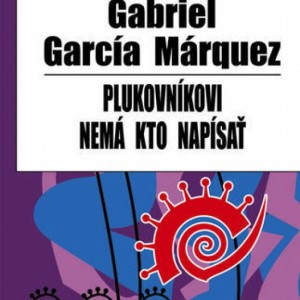 Gabriel
García Márquez
PLUKOVNÍKOVI
NEMÁ KTO NAPÍSAŤ